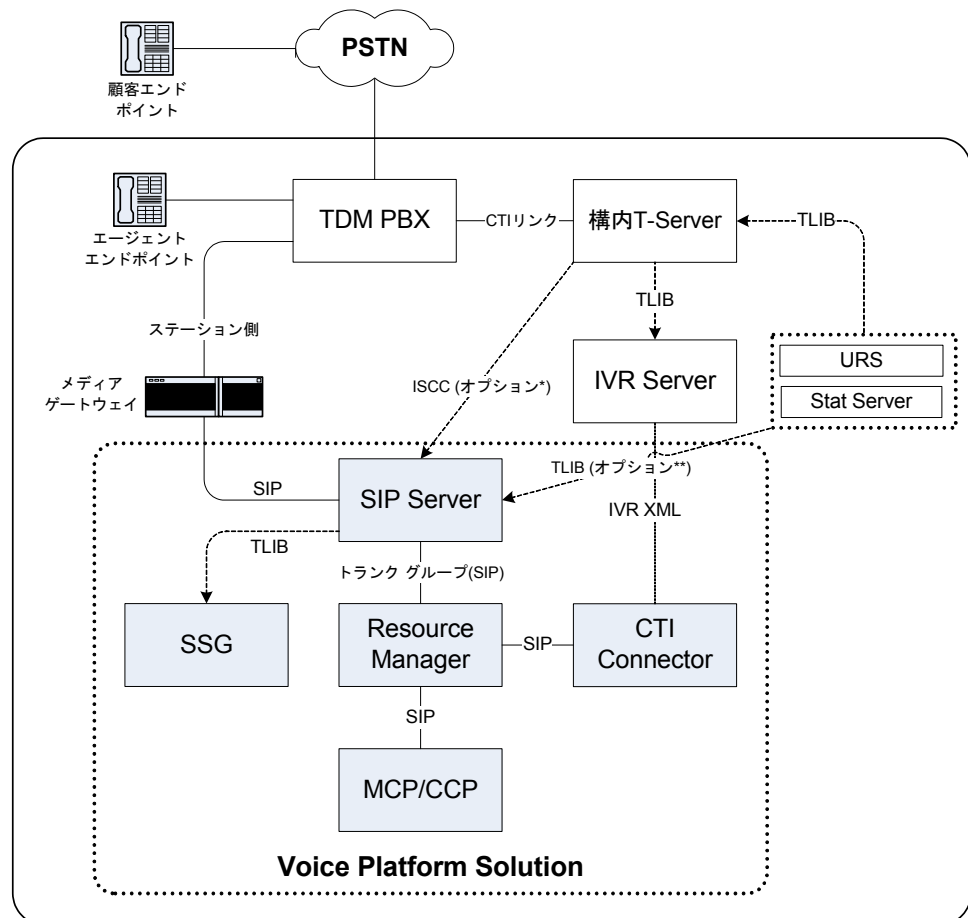 PSTN
顧客エンド
ポイント
エージェント
エンドポイント
TDM PBX
CTIリンク
構内T-Server
TLIB
TLIB
ステーション側
メディア
ゲートウェイ
ISCC (オプション*)
IVR Server
URS
Stat Server
SIP
SIP Server
TLIB (オプション**)
IVR XML
TLIB
トランク グループ(SIP)
SSG
Resource
Manager
SIP
CTI
Connector
SIP
MCP/CCP
Voice Platform Solution